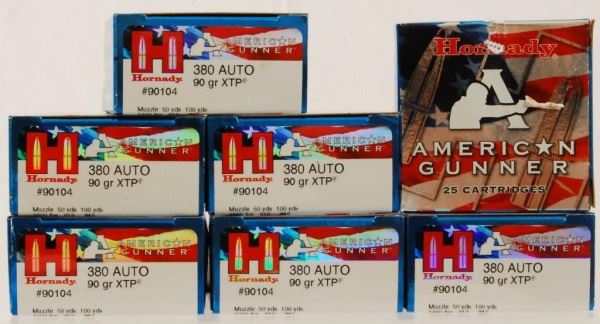 AMERICAN
GUNNER
Hornady
380 AUTO
90 gr XTP®
#90104
Muzzle 50 yds 100 yds
Hornady
A
AMERICAN
GUNNER
25 CARTRIDGES
AMERICAN
GUNNER
Hornady
380 AUTO
90 gr XTP®
#90104
Muzzle 50 yds 100 yds
AMERICAN
GUNNER
Hornady
380 AUTO
90 gr XTP®
#90104
Muzzle 50 yds 100 yds
AMERICAN
GUNNER
Hornady
380 AUTO
90 gr XTP®
#90104
Muzzle 50 yds 100 yds
AMERICAN
GUNNER
Hornady
380 AUTO
90 gr XTP®
#90104
Muzzle 50 yds 100 yds
AMERICAN
GUNNER
Hornady
380 AUTO
90 gr XTP®
#90104
Muzzle 50 yds 100 yds